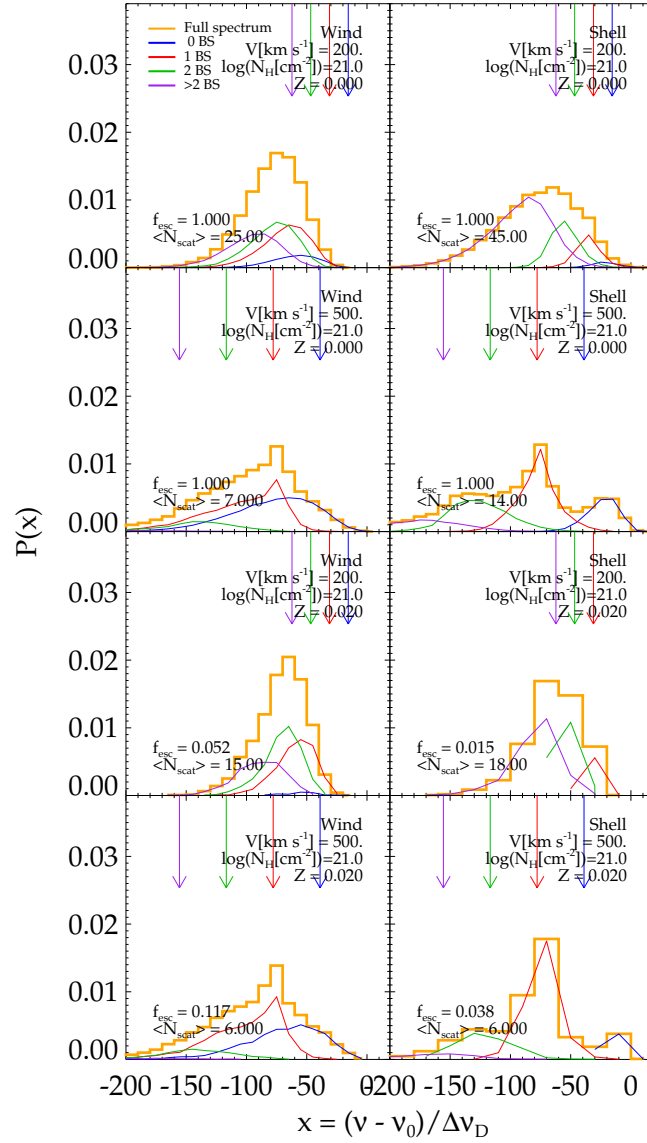 Full spectrum
0 BS
1 BS
2 BS
>2 BS
Wind
V[km s⁻¹] = 200.
log(N_H[cm⁻²])=21.0
Z = 0.000
f_esc = 1.000
<N_scat> = 25.00
Shell
V[km s⁻¹] = 200.
log(N_H[cm⁻²])=21.0
Z = 0.000
f_esc = 1.000
<N_scat> = 45.00
0.03
0.02
0.01
0.00
Wind
V[km s⁻¹] = 500.
log(N_H[cm⁻²])=21.0
Z = 0.000
f_esc = 1.000
<N_scat> = 7.000
Shell
V[km s⁻¹] = 500.
log(N_H[cm⁻²])=21.0
Z = 0.000
f_esc = 1.000
<N_scat> = 14.00
0.03
0.02
0.01
0.00
P(x)
Wind
V[km s⁻¹] = 200.
log(N_H[cm⁻²])=21.0
Z = 0.020
f_esc = 0.052
<N_scat> = 15.00
Shell
V[km s⁻¹] = 200.
log(N_H[cm⁻²])=21.0
Z = 0.020
f_esc = 0.015
<N_scat> = 18.00
0.03
0.02
0.01
0.00
Wind
V[km s⁻¹] = 500.
log(N_H[cm⁻²])=21.0
Z = 0.020
f_esc = 0.117
<N_scat> = 6.000
Shell
V[km s⁻¹] = 500.
log(N_H[cm⁻²])=21.0
Z = 0.020
f_esc = 0.038
<N_scat> = 6.000
0.03
0.02
0.01
0.00
-200 -150 -100 -50 0
-150 -100 -50 0
x = (ν - ν₀)/Δν_D